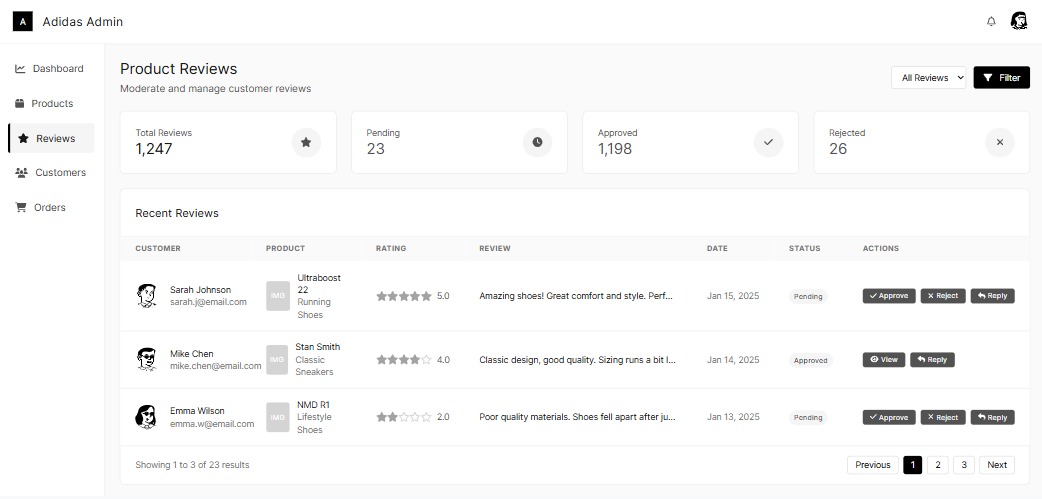 A Adidas Admin
Dashboard
Products
Reviews
Customers
Orders
Product Reviews
Moderate and manage customer reviews
All Reviews
Filter
Total Reviews
1,247
Pending
23
Approved
1,198
Rejected
26
Recent Reviews
CUSTOMER PRODUCT RATING REVIEW DATE STATUS ACTIONS
Sarah Johnson
sarah.j@email.com
IMG
Ultraboost
22
Running
Shoes
5.0
Amazing shoes! Great comfort and style. Perf...
Jan 15, 2025
Pending
Approve Reject Reply
Mike Chen
mike.chen@email.com
IMG
Stan Smith
Classic
Sneakers
4.0
Classic design, good quality. Sizing runs a bit l...
Jan 14, 2025
Approved
View Reply
Emma Wilson
emma.w@email.com
IMG
NMD R1
Lifestyle
Shoes
2.0
Poor quality materials. Shoes fell apart after ju...
Jan 13, 2025
Pending
Approve Reject Reply
Showing 1 to 3 of 23 results
Previous 1 2 3 Next